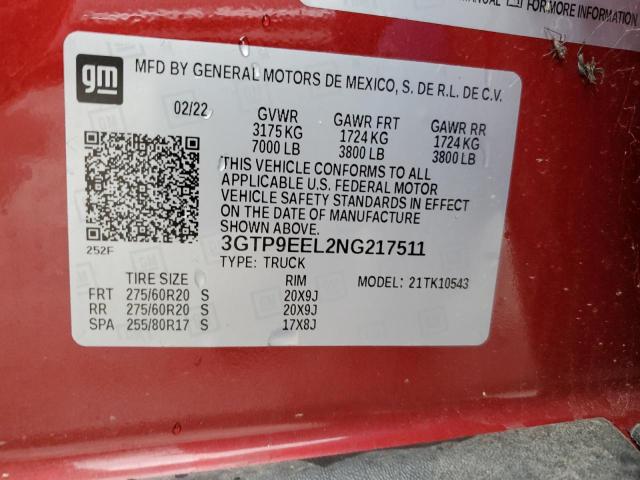 MANUAL FOR MORE INFORMATION
gm
MFD BY GENERAL MOTORS DE MEXICO, S. DE R.L. DE C.V.
02/22 GVWR GAWR FRT GAWR RR
3175 KG 1724 KG 1724 KG
7000 LB 3800 LB 3800 LB
THIS VEHICLE CONFORMS TO ALL
APPLICABLE U.S. FEDERAL MOTOR
VEHICLE SAFETY STANDARDS IN EFFECT
ON THE DATE OF MANUFACTURE
SHOWN ABOVE.
252F
3GTP9EEL2NG217511
TYPE: TRUCK MODEL: 21TK10543
TIRE SIZE RIM
FRT 275/60R20 S 20X9J
RR 275/60R20 S 20X9J
SPA 255/80R17 S 17X8J